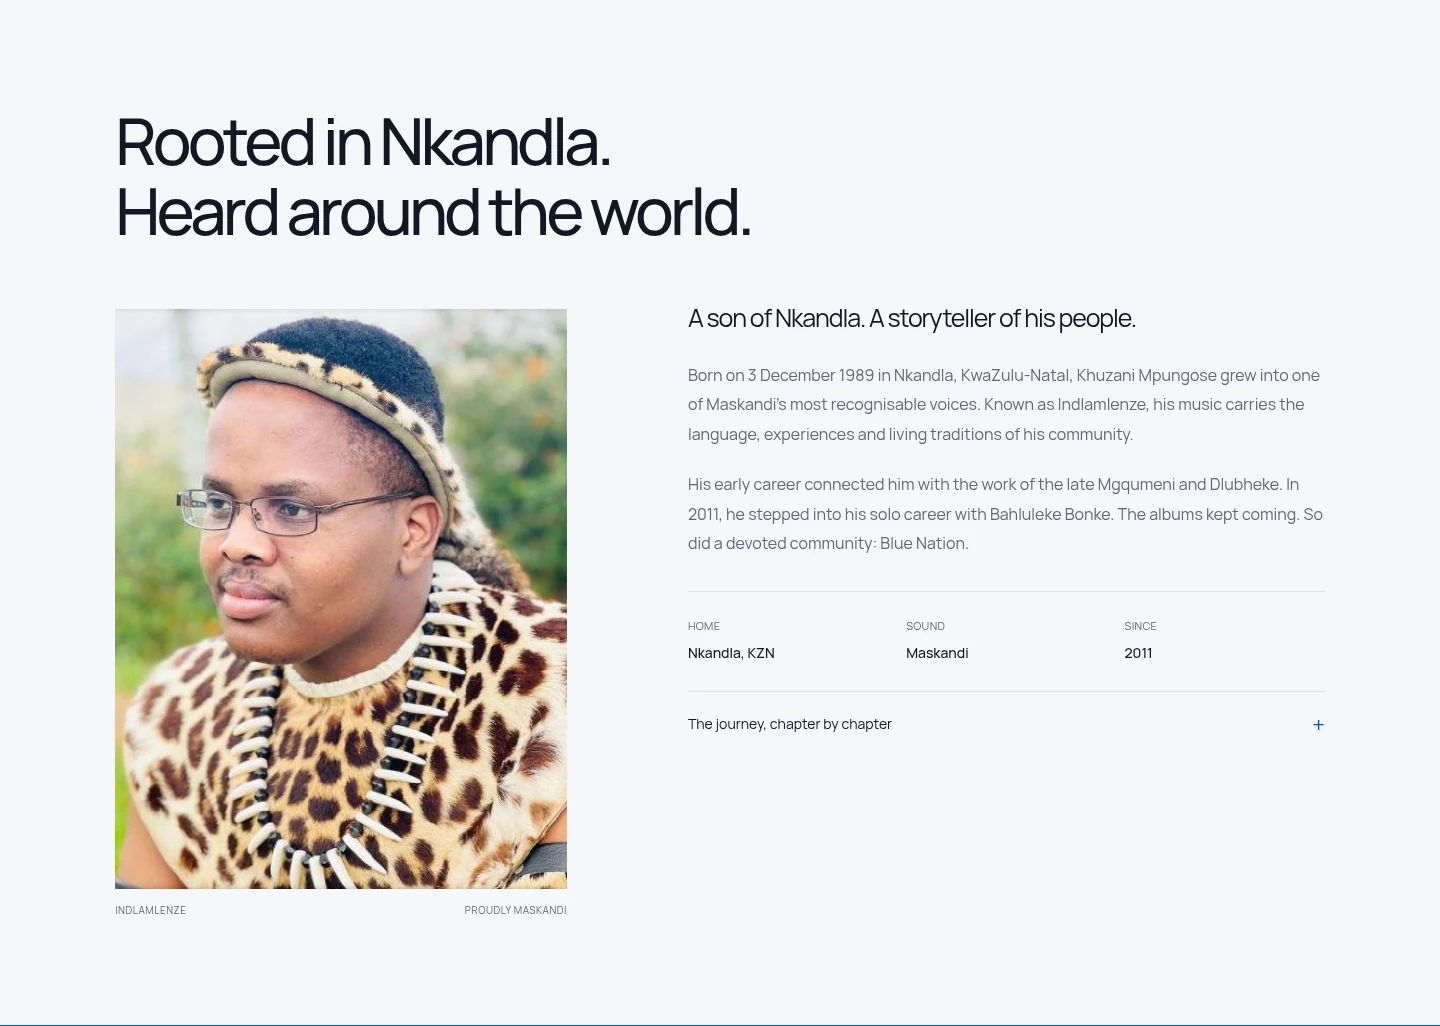 Rooted in Nkandla.
Heard around the world.
A son of Nkandla. A storyteller of his people.
Born on 3 December 1989 in Nkandla, KwaZulu-Natal, Khuzani Mpungose grew into one
of Maskandi’s most recognisable voices. Known as Indlamlenze, his music carries the
language, experiences and living traditions of his community.
His early career connected him with the work of the late Mgqumeni and Dlubheke. In
2011, he stepped into his solo career with Bahluleke Bonke. The albums kept coming. So
did a devoted community: Blue Nation.
HOME
Nkandla, KZN
SOUND
Maskandi
SINCE
2011
The journey, chapter by chapter
+
INDLAMLENZE
PROUDLY MASKANDI